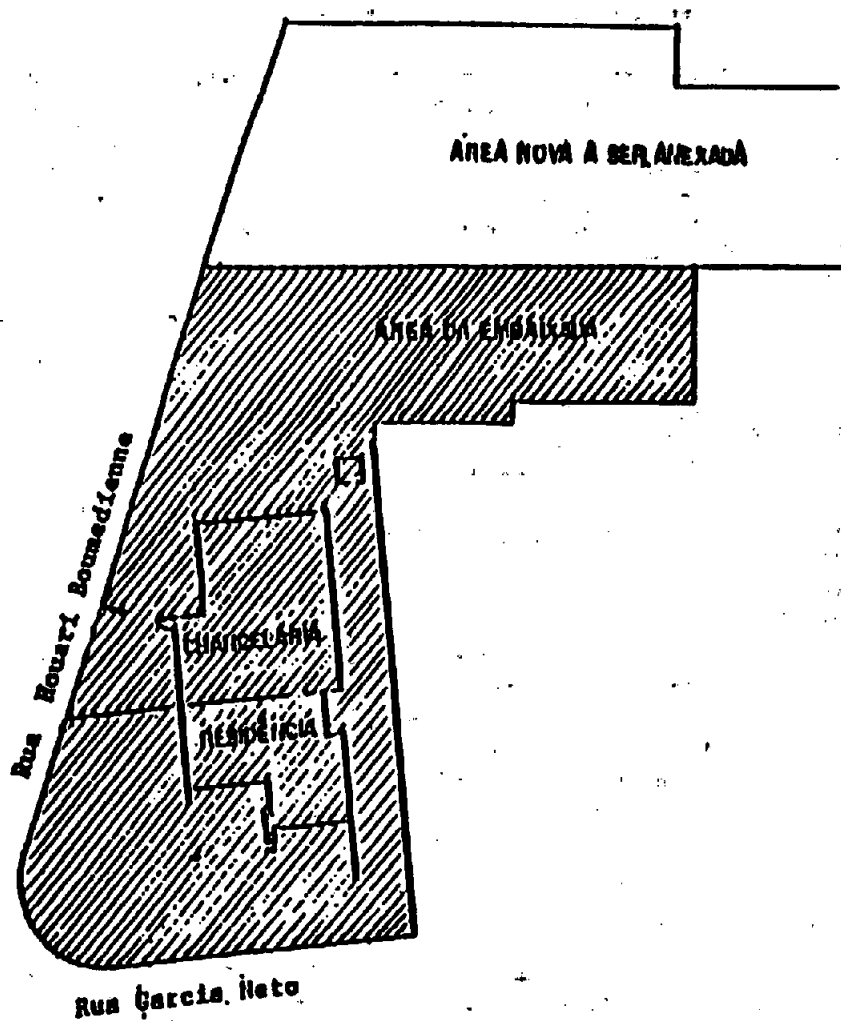 ÁREA NOVA A SER ANEXADA
ÁREA DA EMBAIXADA
CHANCELARIA
RESIDÊNCIA
Rua Houari Boumedienne
Rua Garcia Neto